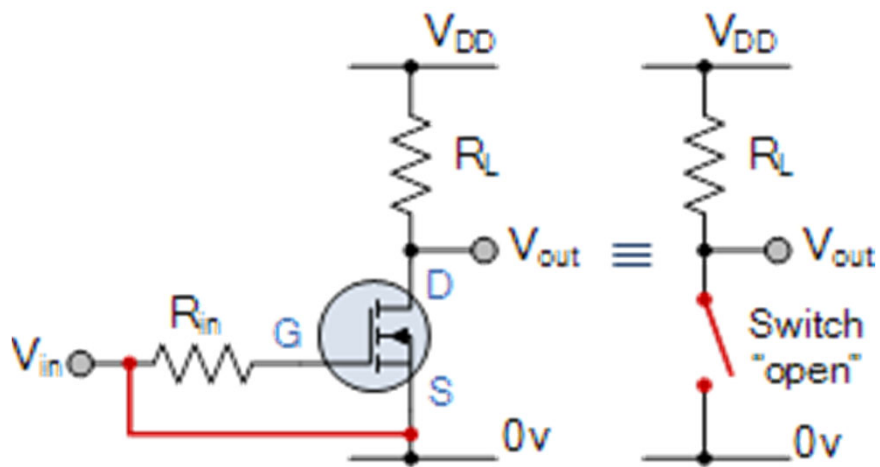 VDD
VDD
RL
RL
Vout
≡
Vout
D
Rin
G
Vin
Switch
"open"
S
0v
0v